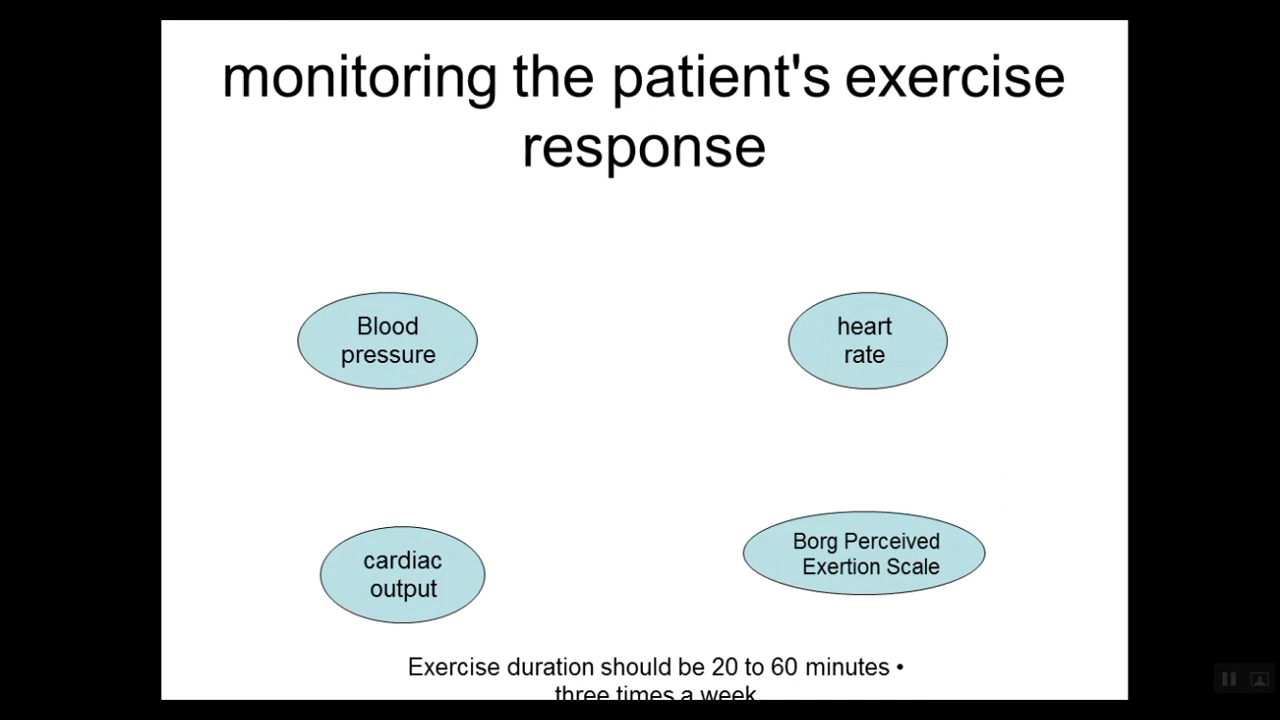 monitoring the patient's exercise
response
Blood
pressure
heart
rate
cardiac
output
Borg Perceived
Exertion Scale
Exercise duration should be 20 to 60 minutes •
three times a week